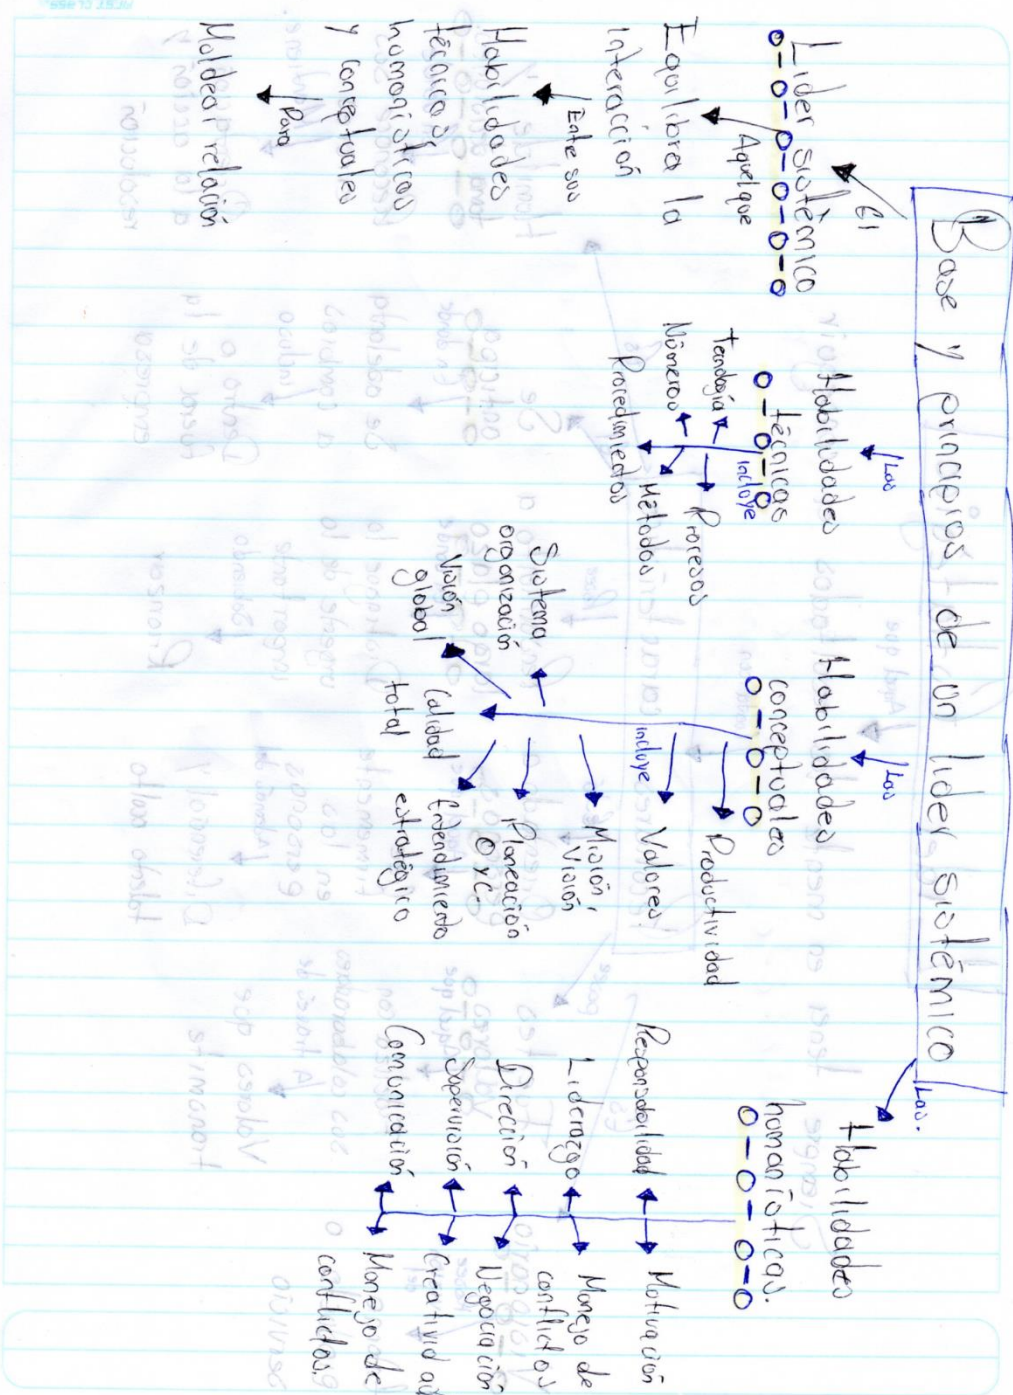 Base y principios de un lider sistémico
El
Lider sistémico
Aquel que
Equilibra la
Interacción
Entre sus
Habilidades
técnicas,
humanísticas
y conceptuales
Para
Moldear relación
Las
Habilidades
técnicas
Incluye
Tecnología
Números
Procedimientos
Procesos
Métodos
Las
Habilidades
conceptuales
Incluye
Sistema
organización
Visión
global
Calidad
total
Productividad
Valores
Misión,
Visión
Planeación
O y C
Entendimiento
estratégico
Las.
Habilidades
humanísticas.
Responsabilidad
Liderazgo
Dirección
Supervisión
Comunicación
Motivación
Manejo de
conflictos
Negociación
Creatividad
Manejo de
conflictos.